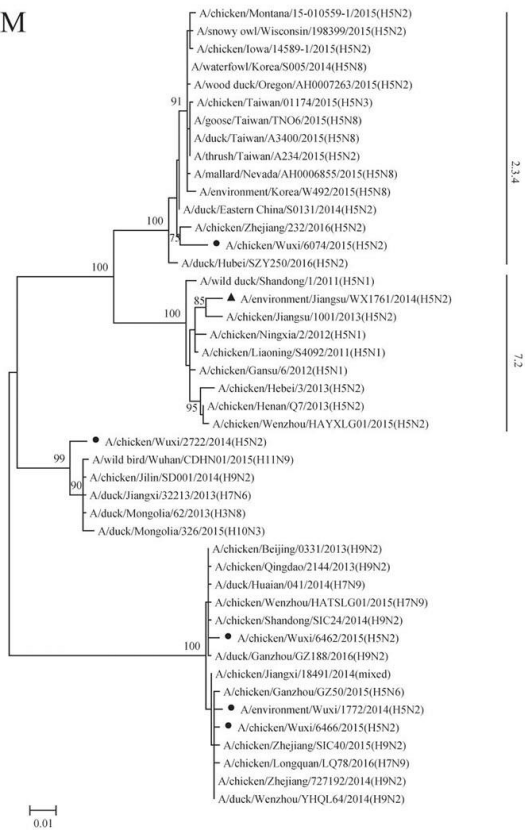 M
A/chicken/Montana/15-010559-1/2015(H5N2)
A/snowy owl/Wisconsin/198399/2015(H5N2)
A/chicken/Iowa/14589-1/2015(H5N2)
A/waterfowl/Korea/S005/2014(H5N8)
A/wood duck/Oregon/AH0007263/2015(H5N2)
91
A/chicken/Taiwan/01174/2015(H5N3)
A/goose/Taiwan/TNO6/2015(H5N8)
A/duck/Taiwan/A3400/2015(H5N8)
A/thrush/Taiwan/A234/2015(H5N2)
A/mallard/Nevada/AH0006855/2015(H5N8)
A/environment/Korea/W492/2015(H5N8)
A/duck/Eastern China/S0131/2014(H5N2)
100
A/chicken/Zhejiang/232/2016(H5N2)
75
A/chicken/Wuxi/6074/2015(H5N2)
A/duck/Hubei/SZY250/2016(H5N2)
2.3.4
100
A/wild duck/Shandong/1/2011(H5N1)
85
A/environment/Jiangsu/WX1761/2014(H5N2)
100
A/chicken/Jiangsu/1001/2013(H5N2)
A/chicken/Ningxia/2/2012(H5N1)
A/chicken/Liaoning/S4092/2011(H5N1)
A/chicken/Gansu/6/2012(H5N1)
A/chicken/Hebei/3/2013(H5N2)
95
A/chicken/Henan/Q7/2013(H5N2)
A/chicken/Wenzhou/HAYXLG01/2015(H5N2)
7.2
A/chicken/Wuxi/2722/2014(H5N2)
99
A/wild bird/Wuhan/CDHN01/2015(H11N9)
A/chicken/Jilin/SD001/2014(H9N2)
90
A/duck/Jiangxi/32213/2013(H7N6)
A/duck/Mongolia/62/2013(H3N8)
A/duck/Mongolia/326/2015(H10N3)
A/chicken/Beijing/0331/2013(H9N2)
A/chicken/Qingdao/2144/2013(H9N2)
A/duck/Huaian/041/2014(H7N9)
A/chicken/Wenzhou/HATSLG01/2015(H7N9)
A/chicken/Shandong/SIC24/2014(H9N2)
A/chicken/Wuxi/6462/2015(H5N2)
100
A/duck/Ganzhou/GZ188/2016(H9N2)
A/chicken/Jiangxi/18491/2014(mixed)
A/chicken/Ganzhou/GZ50/2015(H5N6)
A/environment/Wuxi/1772/2014(H5N2)
A/chicken/Wuxi/6466/2015(H5N2)
A/chicken/Zhejiang/SIC40/2015(H9N2)
A/chicken/Longquan/LQ78/2016(H7N9)
A/chicken/Zhejiang/727192/2014(H9N2)
A/duck/Wenzhou/YHQL64/2014(H9N2)
0.01